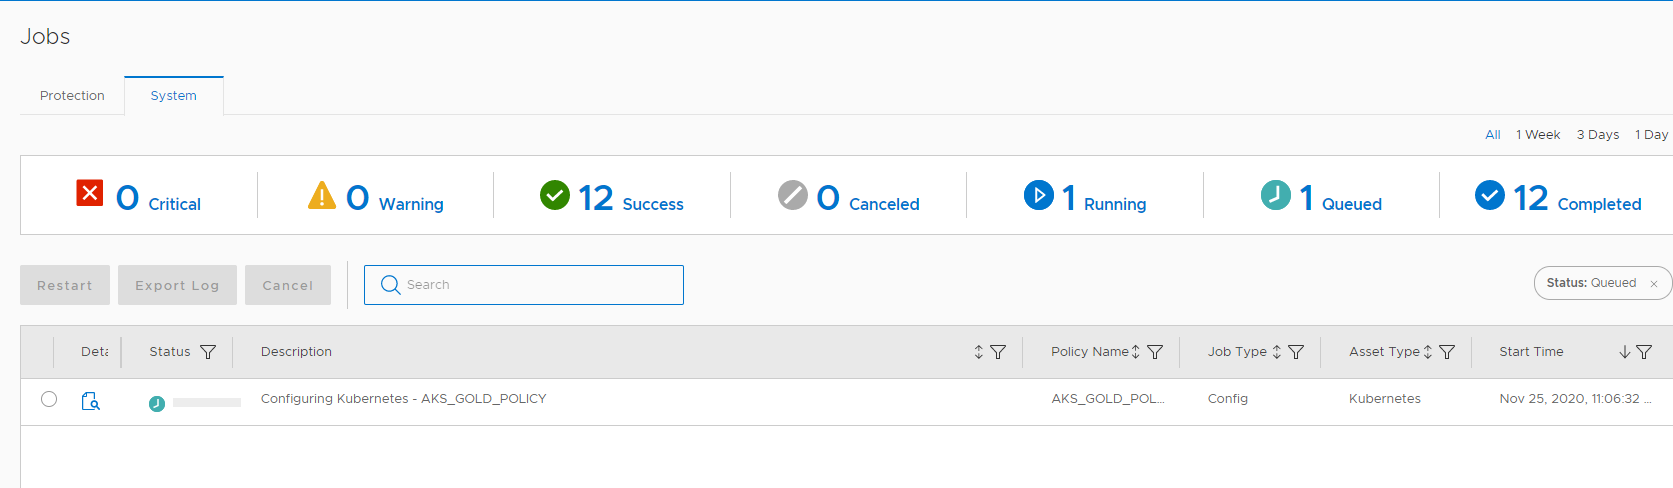 Jobs
Protection System
All 1 Week 3 Days 1 Day
0 Critical 0 Warning 12 Success 0 Canceled 1 Running 1 Queued 12 Completed
Restart Export Log Cancel Search Status: Queued ×
Deta Status Description Policy Name Job Type Asset Type Start Time
Configuring Kubernetes - AKS_GOLD_POLICY AKS_GOLD_POL... Config Kubernetes Nov 25, 2020, 11:06:32 ...